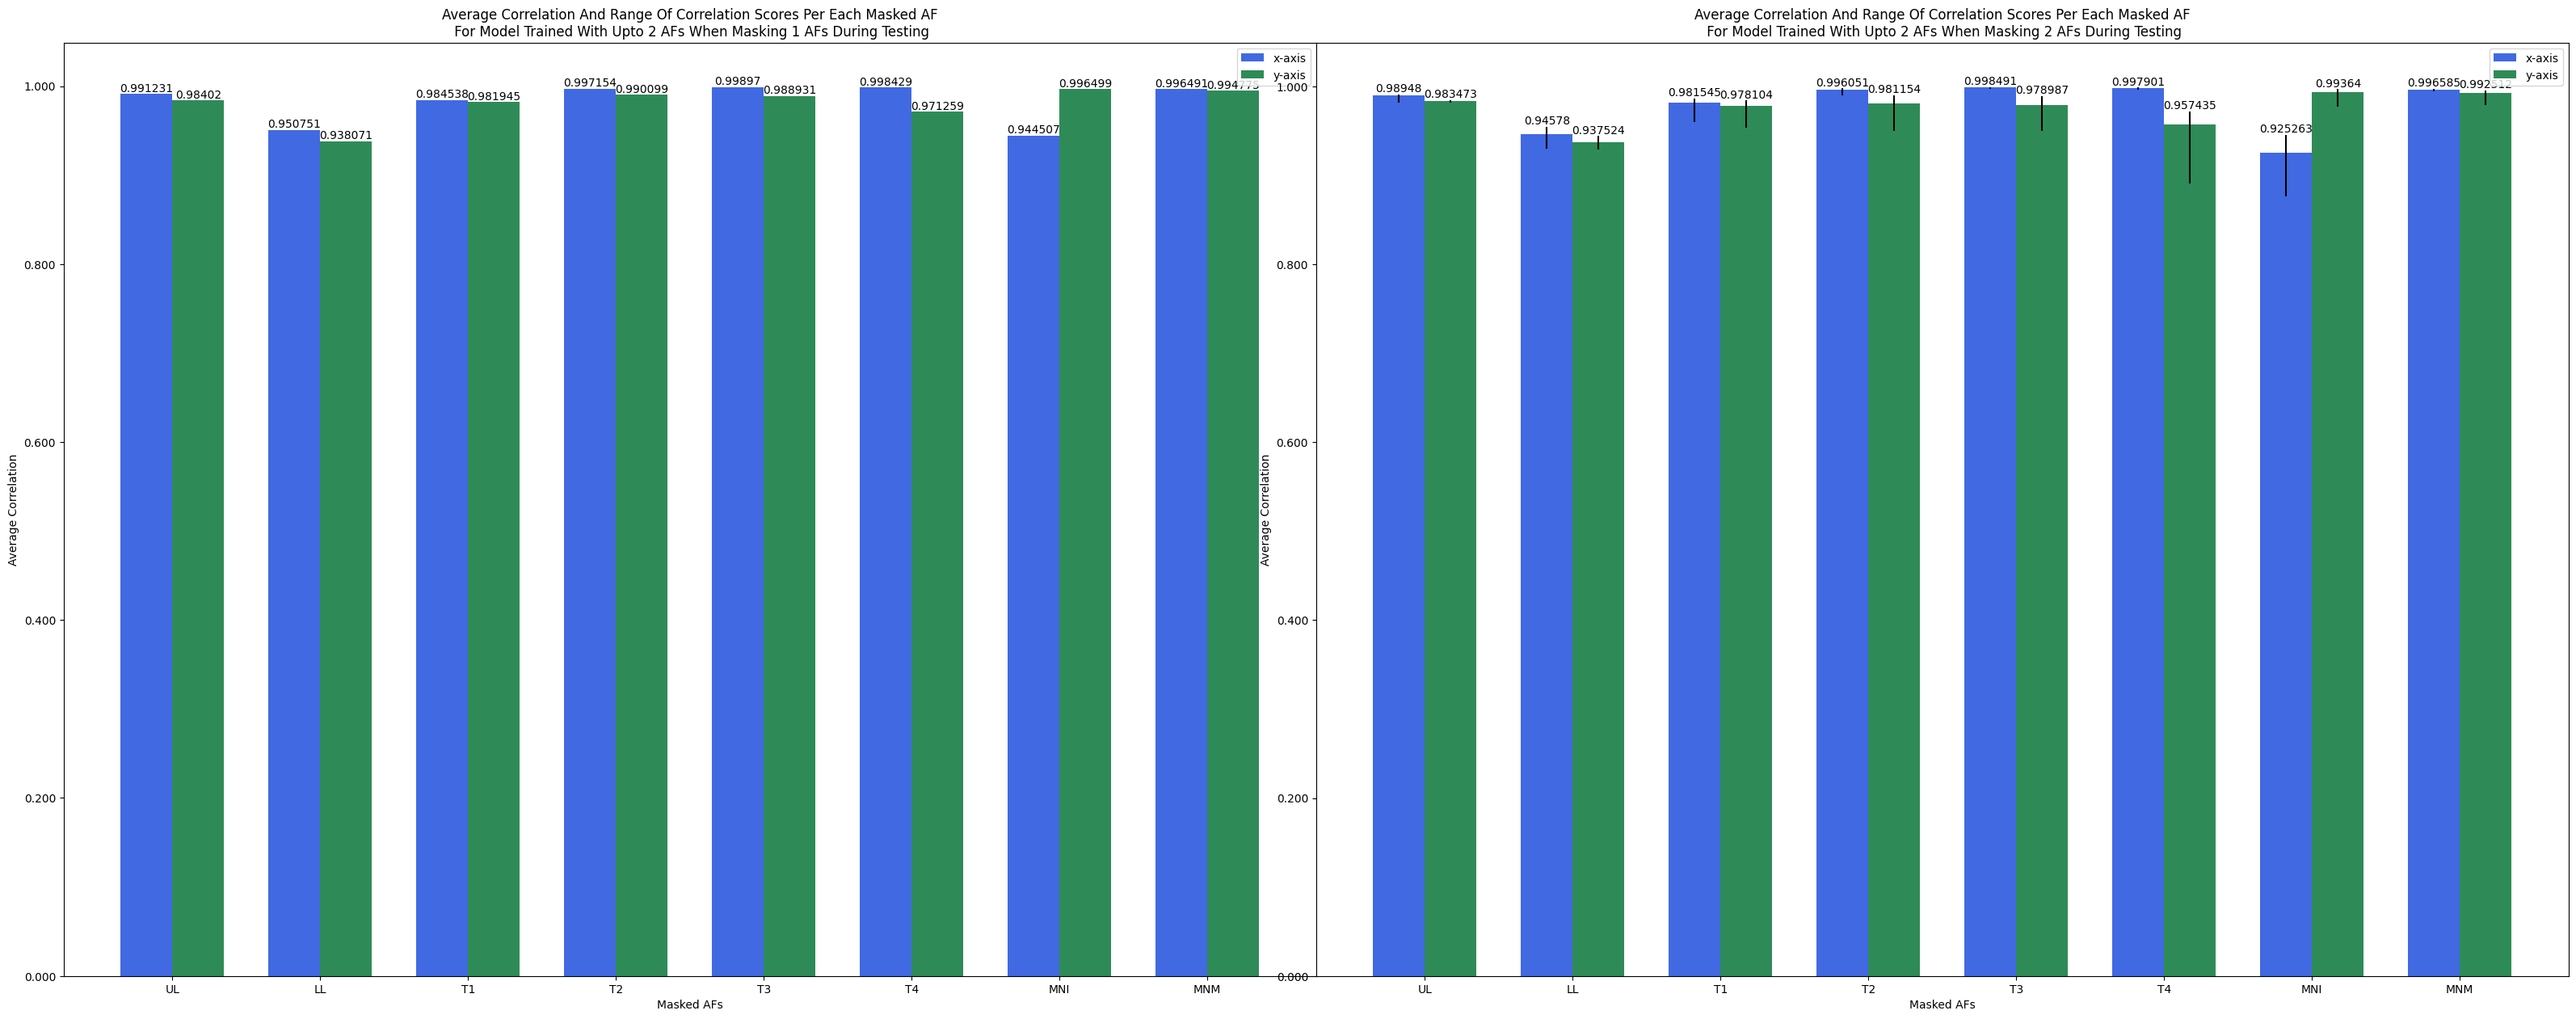 Average Correlation And Range Of Correlation Scores Per Each Masked AF
For Model Trained With Upto 2 AFs When Masking 1 AFs During Testing
x-axis
y-axis
1.000
0.800
0.600
0.400
0.200
0.000
Average Correlation
0.991231
0.98402
0.950751
0.938071
0.984538
0.981945
0.997154
0.990099
0.99897
0.988931
0.998429
0.971259
0.944507
0.996499
0.996491
0.994775
UL
LL
T1
T2
T3
T4
MNI
MNM
Masked AFs
Average Correlation And Range Of Correlation Scores Per Each Masked AF
For Model Trained With Upto 2 AFs When Masking 2 AFs During Testing
x-axis
y-axis
1.000
0.800
0.600
0.400
0.200
0.000
Average Correlation
0.98948
0.983473
0.94578
0.937524
0.981545
0.978104
0.996051
0.981154
0.998491
0.978987
0.997901
0.957435
0.925263
0.99364
0.996585
0.992512
UL
LL
T1
T2
T3
T4
MNI
MNM
Masked AFs